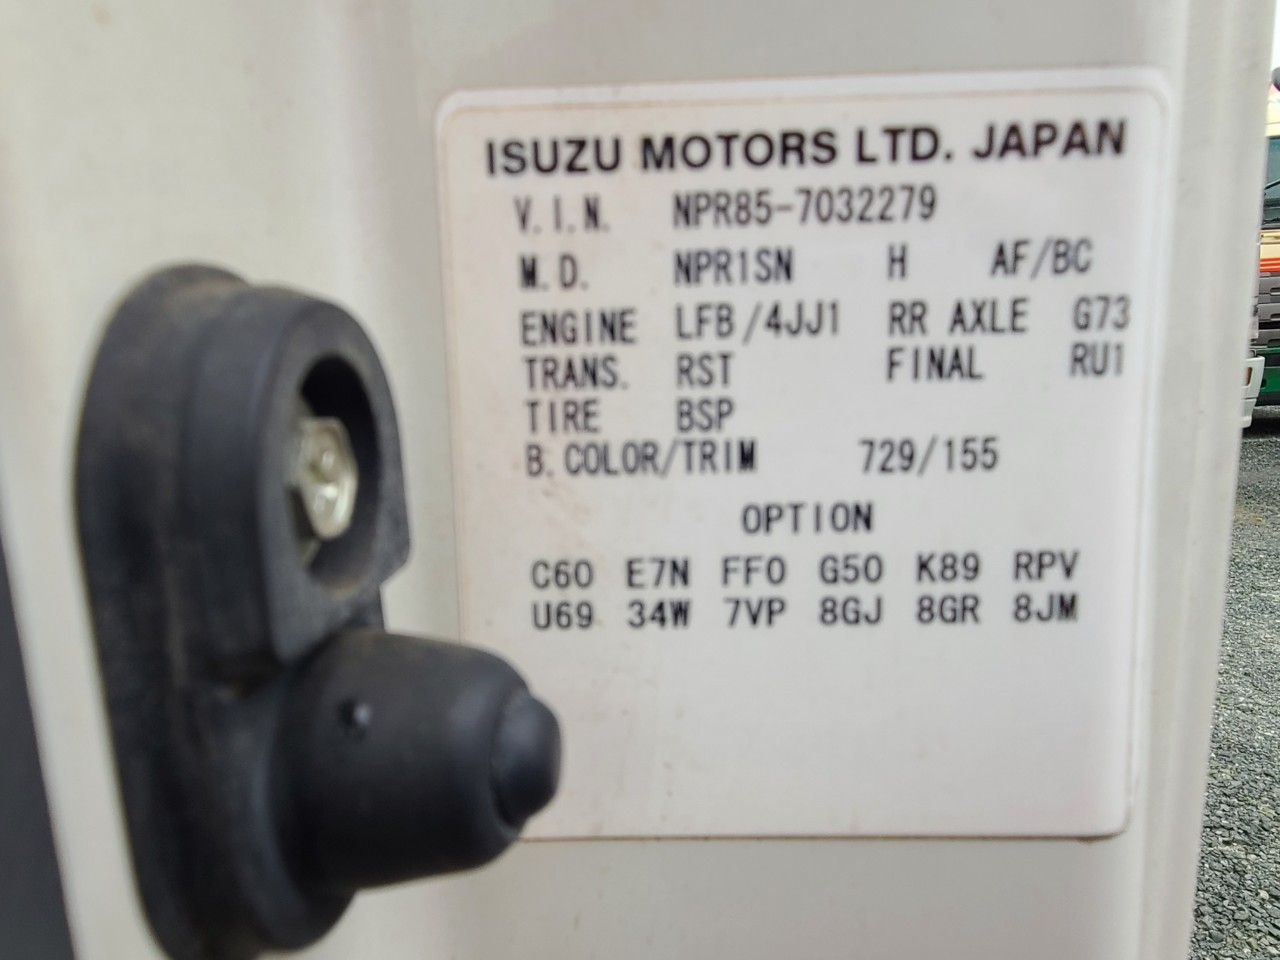 ISUZU MOTORS LTD. JAPAN
V.I.N. NPR85-7032279
M.D. NPR1SN H AF/BC
ENGINE LFB/4JJ1 RR AXLE G73
TRANS. RST FINAL RU1
TIRE BSP
B.COLOR/TRIM 729/155
OPTION
C60 E7N FF0 G50 K89 RPV
U69 34W 7VP 8GJ 8GR 8JM